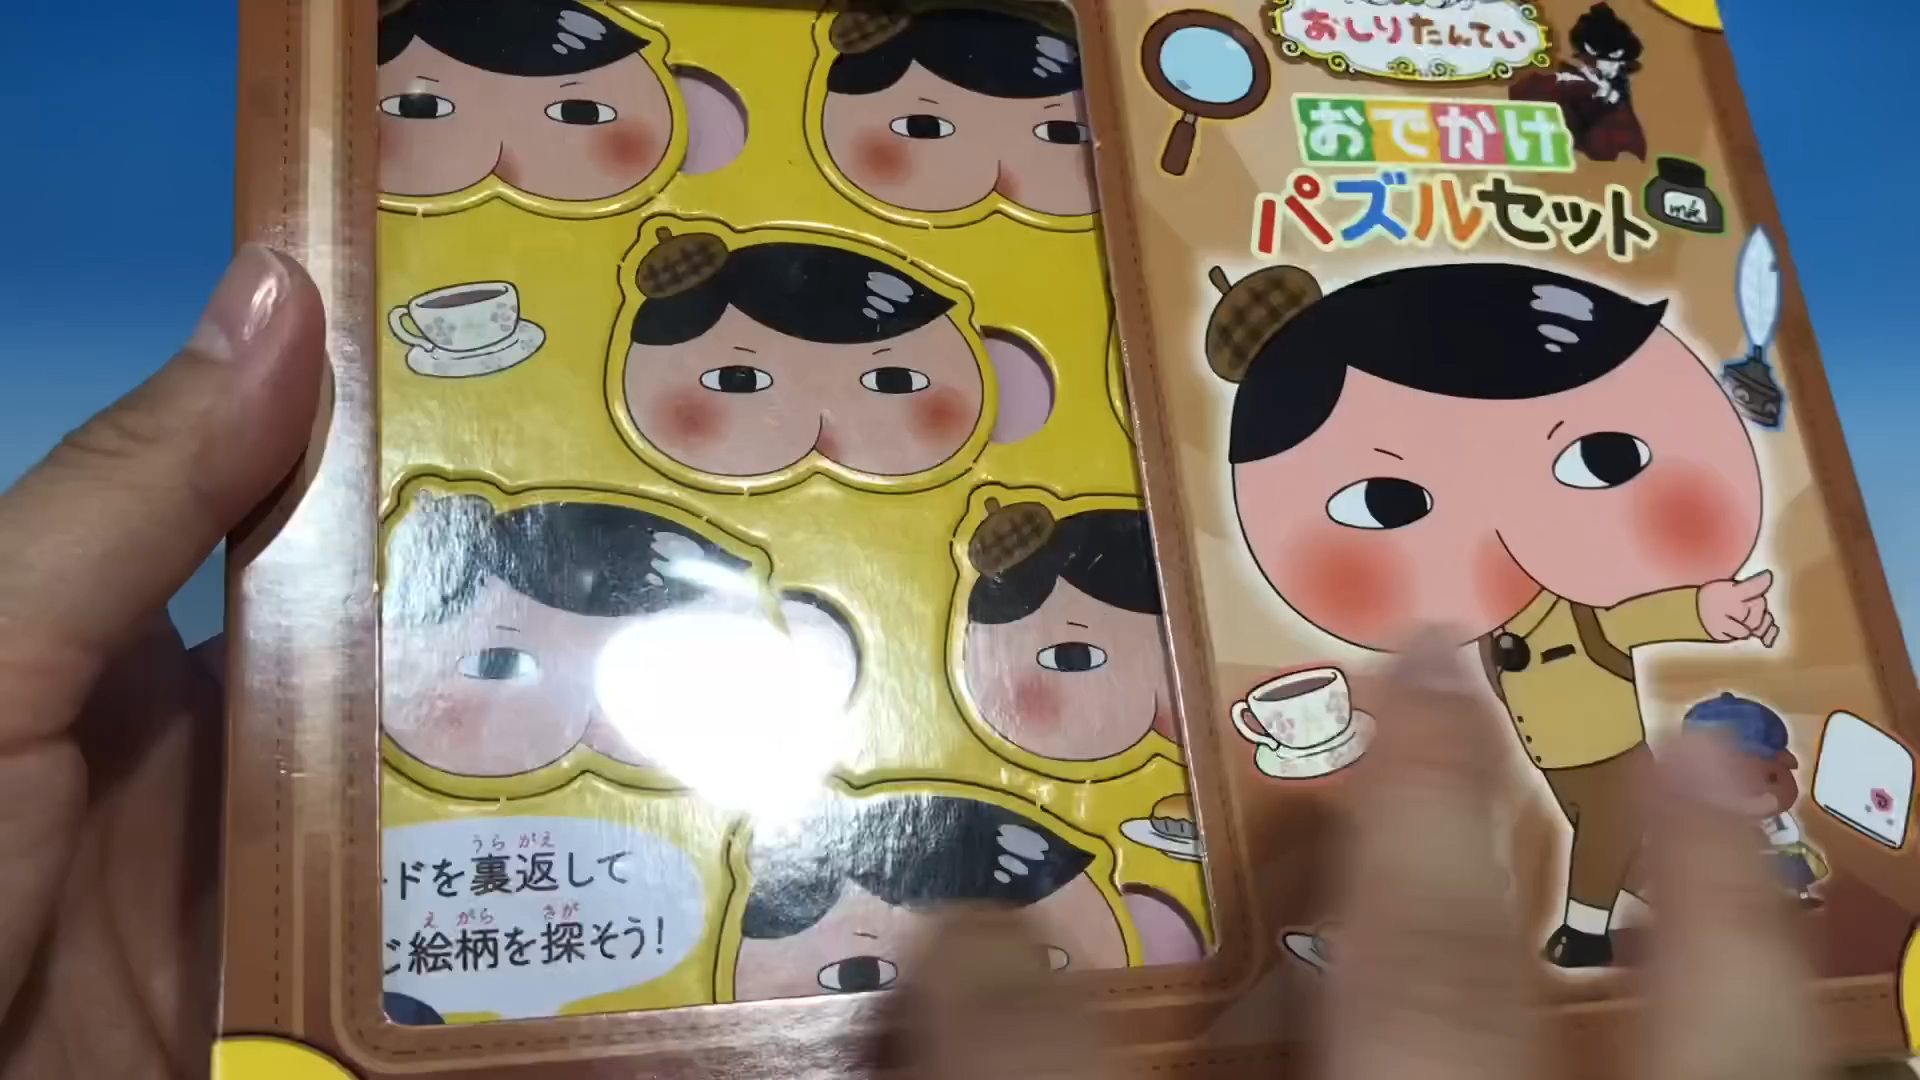 おしりたんてい
おでかけ
パズルセット
ドを裏返して
うら がえ
絵柄を探そう!
え がら さが